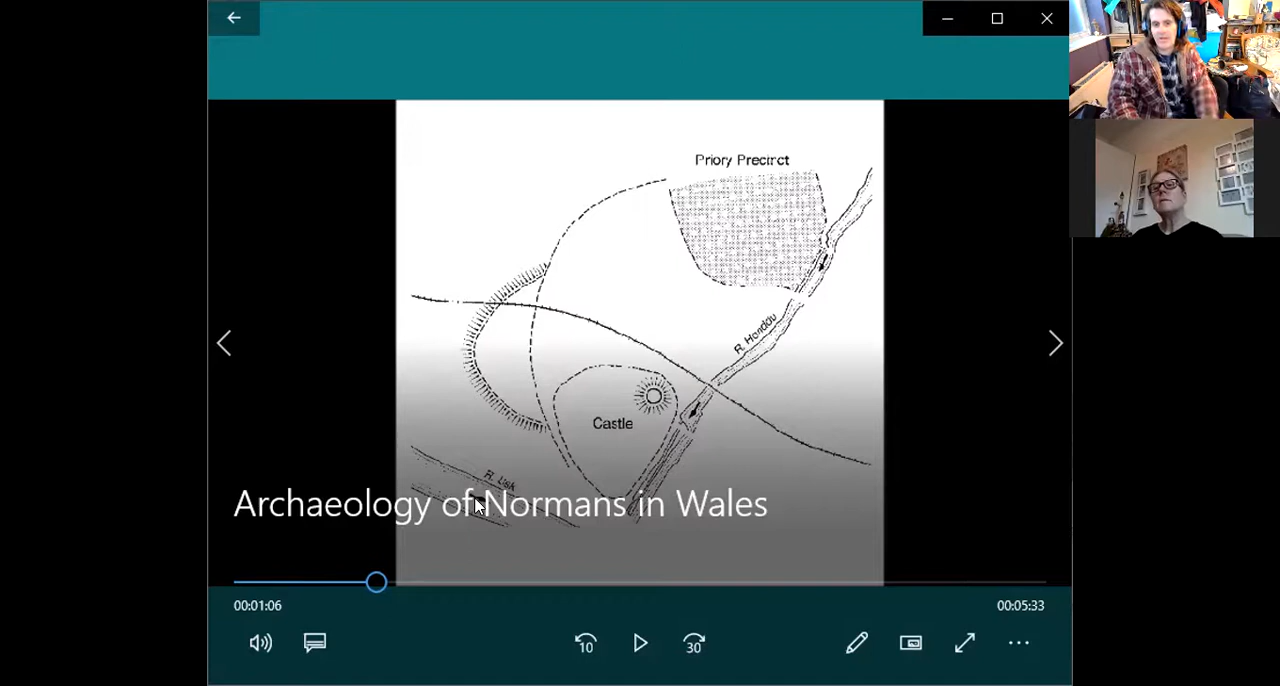 Priory Precinct
R. Honddu
Castle
R. Usk
Archaeology of Normans in Wales
00:01:06
00:05:33
10
30